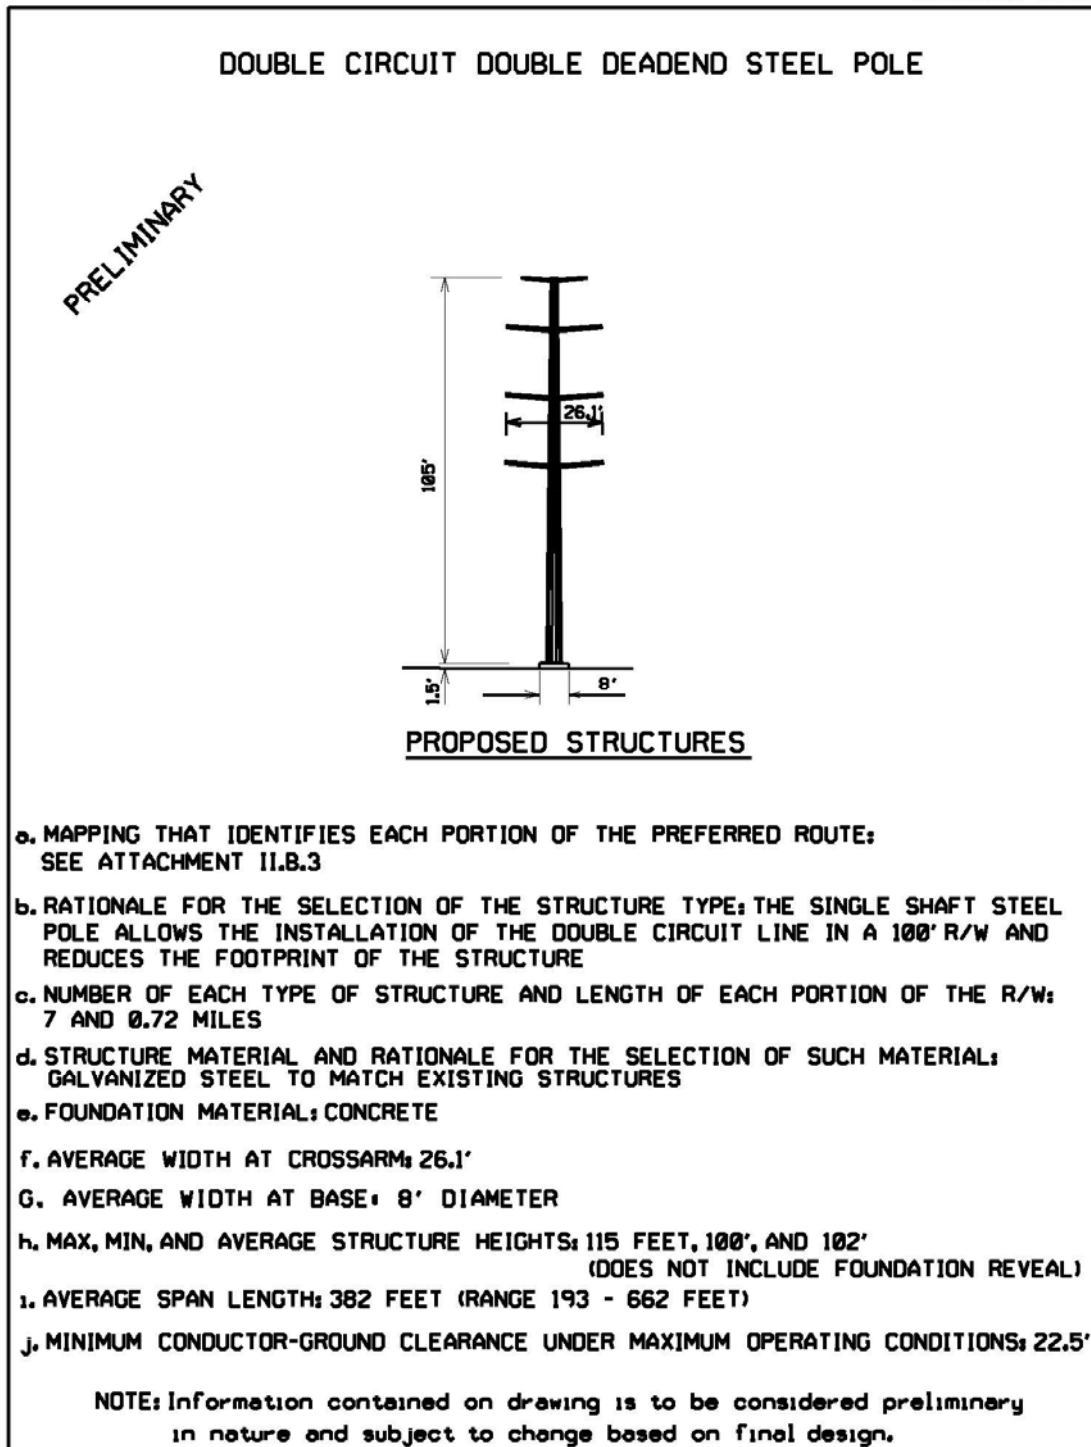 DOUBLE CIRCUIT DOUBLE DEADEND STEEL POLE
PRELIMINARY
26.1'
105'
1.5'
8'
PROPOSED STRUCTURES
a. MAPPING THAT IDENTIFIES EACH PORTION OF THE PREFERRED ROUTE:
SEE ATTACHMENT II.B.3
b. RATIONALE FOR THE SELECTION OF THE STRUCTURE TYPE: THE SINGLE SHAFT STEEL
POLE ALLOWS THE INSTALLATION OF THE DOUBLE CIRCUIT LINE IN A 100' R/W AND
REDUCES THE FOOTPRINT OF THE STRUCTURE
c. NUMBER OF EACH TYPE OF STRUCTURE AND LENGTH OF EACH PORTION OF THE R/W:
7 AND 0.72 MILES
d. STRUCTURE MATERIAL AND RATIONALE FOR THE SELECTION OF SUCH MATERIAL:
GALVANIZED STEEL TO MATCH EXISTING STRUCTURES
e. FOUNDATION MATERIAL: CONCRETE
f. AVERAGE WIDTH AT CROSSARM: 26.1'
G. AVERAGE WIDTH AT BASE: 8' DIAMETER
h. MAX, MIN, AND AVERAGE STRUCTURE HEIGHTS: 115 FEET, 100', AND 102'
(DOES NOT INCLUDE FOUNDATION REVEAL)
i. AVERAGE SPAN LENGTH: 382 FEET (RANGE 193 - 662 FEET)
j. MINIMUM CONDUCTOR-GROUND CLEARANCE UNDER MAXIMUM OPERATING CONDITIONS: 22.5'
NOTE: Information contained on drawing is to be considered preliminary
in nature and subject to change based on final design.